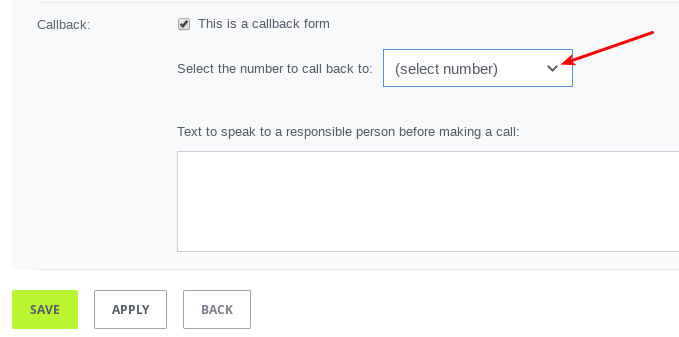 Callback:
This is a callback form
Select the number to call back to:
(select number)
Text to speak to a responsible person before making a call:
SAVE
APPLY
BACK